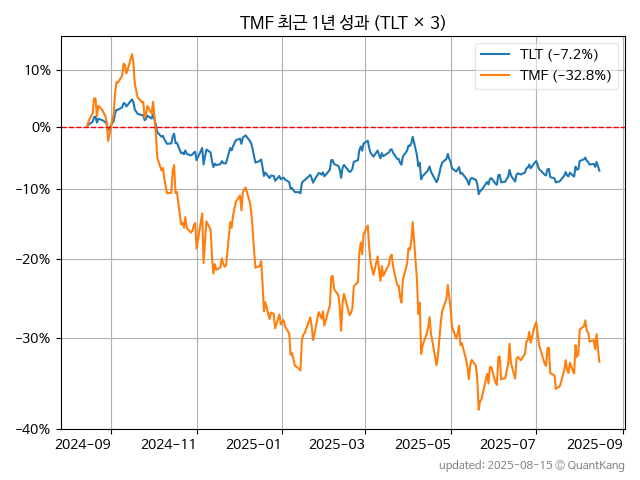 TMF 최근 1년 성과 (TLT × 3)
TLT (−7.2%)
TMF (−32.8%)
10%
0%
−10%
−20%
−30%
−40%
2024-09 2024-11 2025-01 2025-03 2025-05 2025-07 2025-09
updated: 2025-08-15 © QuantKang